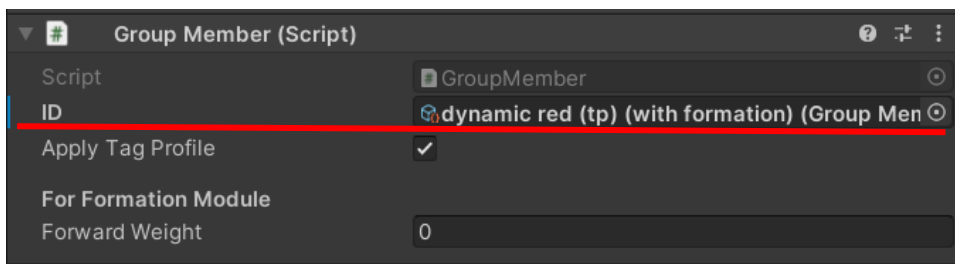 # Group Member (Script)
Script # GroupMember
ID dynamic red (tp) (with formation) (Group Mem
Apply Tag Profile
For Formation Module
Forward Weight 0